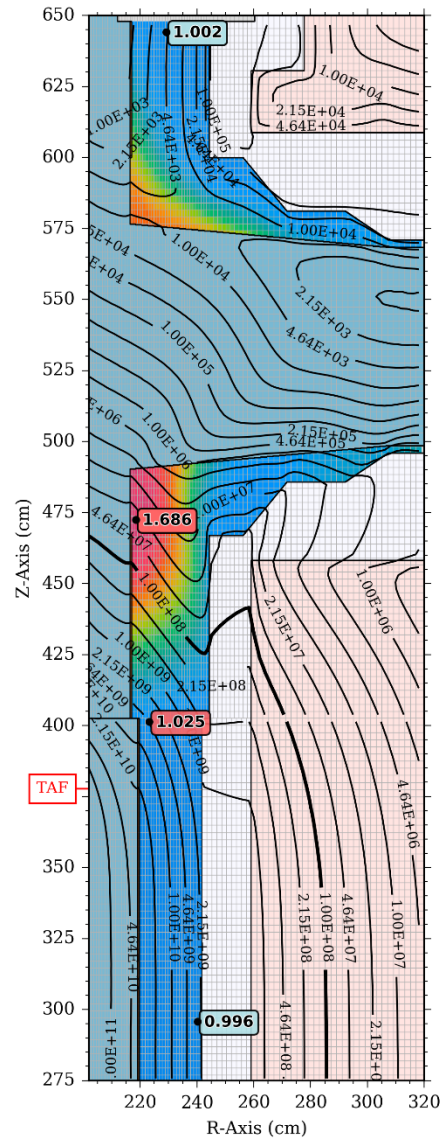 650
1.002
625
1.00E+03
2.15E+03
4.64E+03
1.00E+05
1.00E+04
2.15E+04
4.64E+04
600
575
1.00E+04
1.00E+04
550
2.15E+03
4.64E+03
1.00E+05
525
2.15E+05
4.64E+05
500
1.00E+06
1.00E+07
475
1.686
4.64E+07
Z-Axis (cm)
450
1.00E+08
1.00E+06
2.15E+07
425
1.00E+09
2.15E+09
2.15E+08
400
1.025
2.15E+10
TAF
4.64E+06
350
325
4.64E+10
1.00E+10
4.64E+09
2.15E+09
2.15E+08
1.00E+08
4.64E+07
1.00E+07
300
0.996
4.64E+08
275
220 240 260 280 300 320
R-Axis (cm)